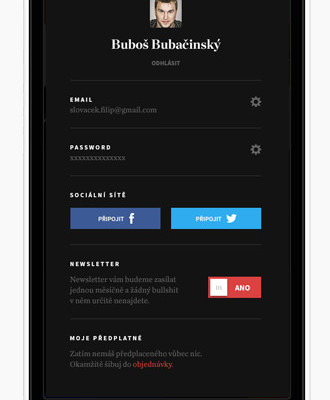 Buboš Bubačinský
ODHLÁSIT
EMAIL
slovacek.filip@gmail.com
PASSWORD
xxxxxxxxxxxxxx
SOCIÁLNÍ SÍTĚ
PŘIPOJIT
PŘIPOJIT
NEWSLETTER
Newsletter vám budeme zasílat
jednou měsíčně a žádný bullshit
v něm určitě nenajdete.
ANO
MOJE PŘEDPLATNÉ
Zatím nemáš předplaceného vůbec nic.
Okamžitě šibuj do objednávky.